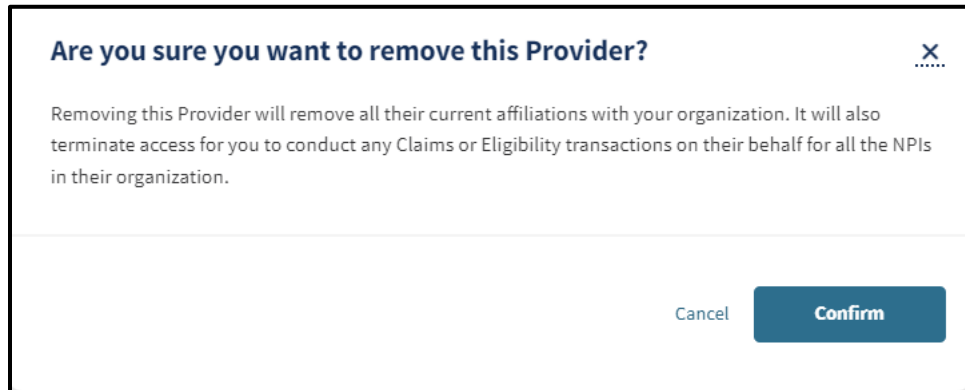 Are you sure you want to remove this Provider?
Removing this Provider will remove all their current affiliations with your organization. It will also
terminate access for you to conduct any Claims or Eligibility transactions on their behalf for all the NPIs
in their organization.
Cancel
Confirm